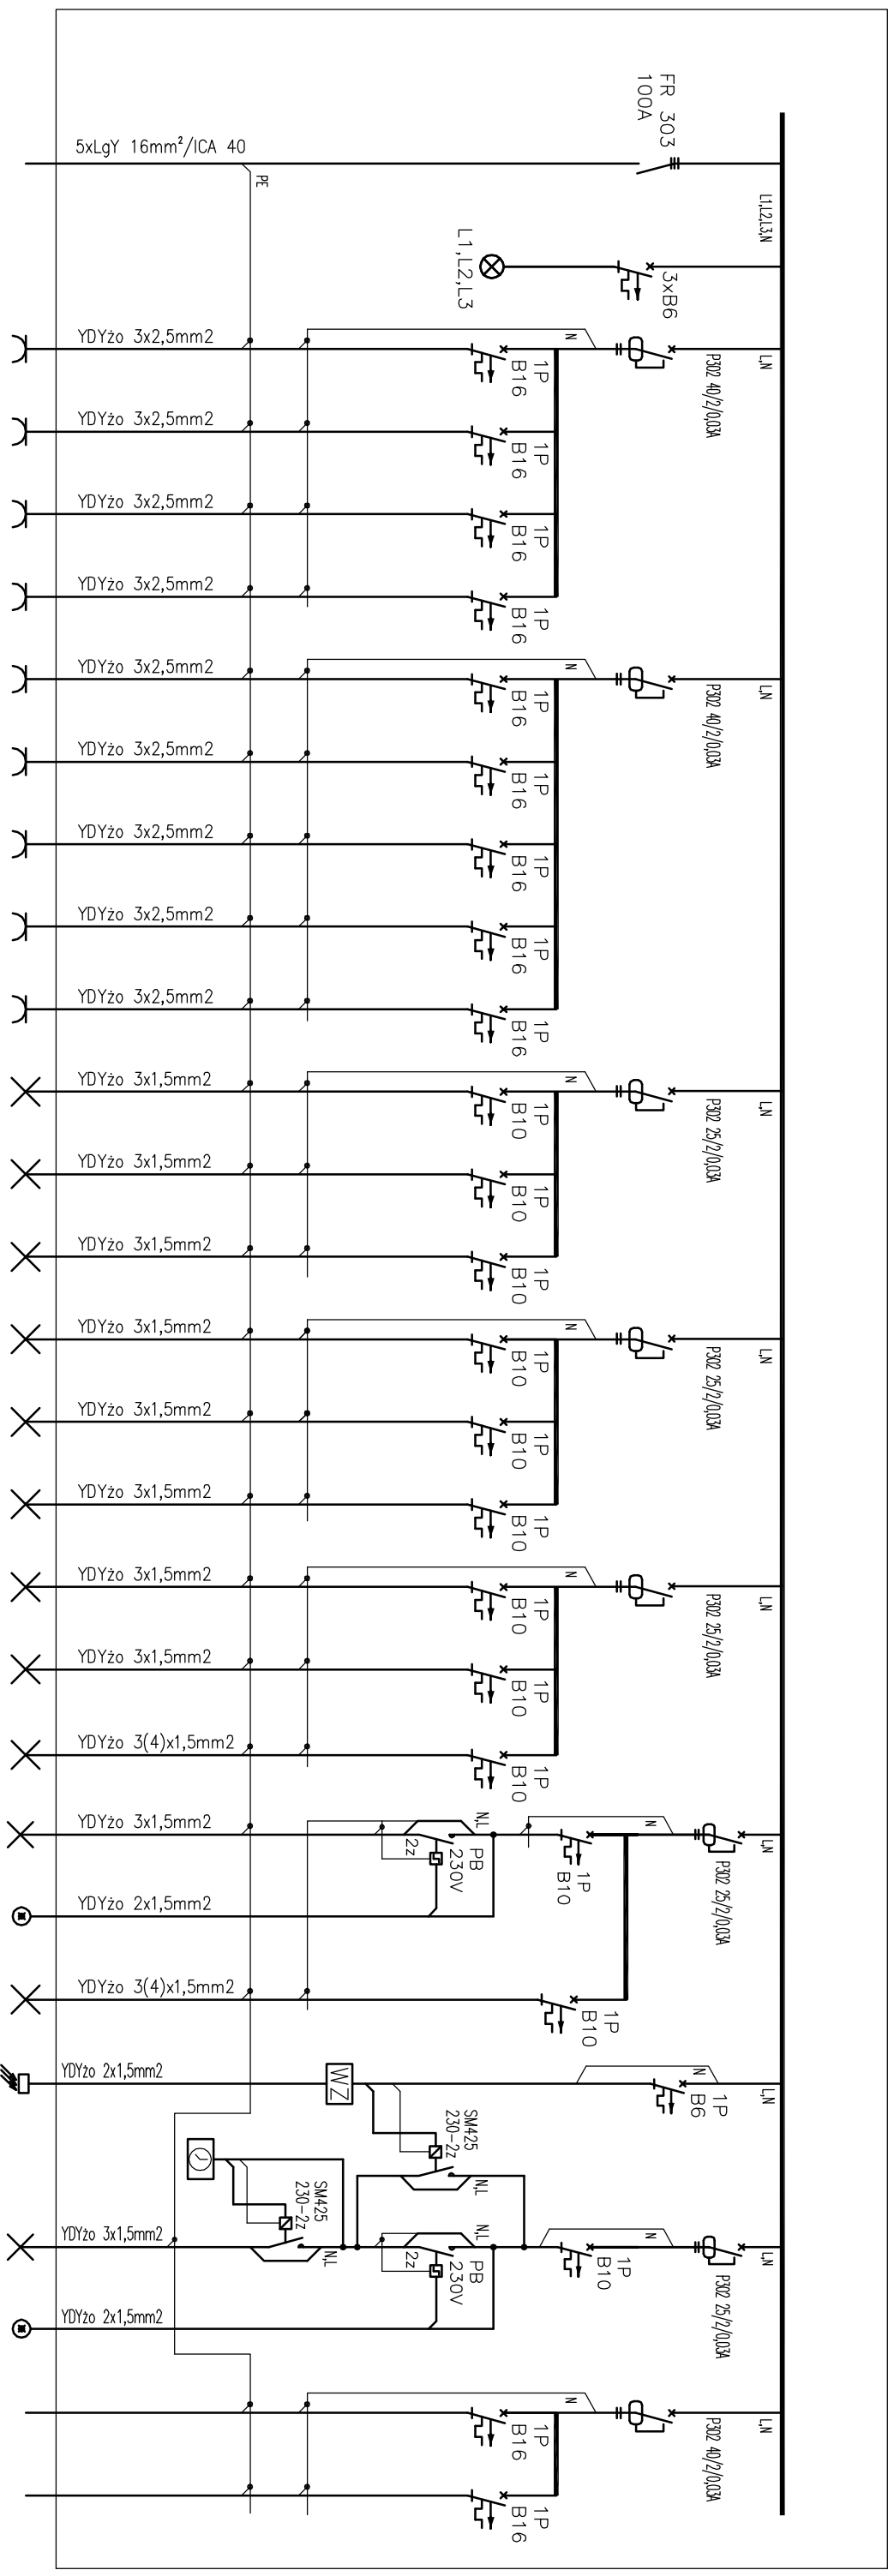 FR 303
100A
5xLgY 16mm²/ICA 40
PE
L1,L2,L3,N
3xB6
L1,L2,L3
L,N
P302 40/2/0,03A
N
1P
B16
YDYżo 3x2,5mm2
1P
B16
YDYżo 3x2,5mm2
1P
B16
YDYżo 3x2,5mm2
1P
B16
YDYżo 3x2,5mm2
L,N
P302 40/2/0,03A
N
1P
B16
YDYżo 3x2,5mm2
1P
B16
YDYżo 3x2,5mm2
1P
B16
YDYżo 3x2,5mm2
1P
B16
YDYżo 3x2,5mm2
1P
B16
YDYżo 3x2,5mm2
L,N
P302 25/2/0,03A
N
1P
B10
YDYżo 3x1,5mm2
1P
B10
YDYżo 3x1,5mm2
1P
B10
YDYżo 3x1,5mm2
L,N
P302 25/2/0,03A
N
1P
B10
YDYżo 3x1,5mm2
1P
B10
YDYżo 3x1,5mm2
1P
B10
YDYżo 3x1,5mm2
L,N
P302 25/2/0,03A
N
1P
B10
YDYżo 3x1,5mm2
1P
B10
YDYżo 3x1,5mm2
1P
B10
YDYżo 3(4)x1,5mm2
L,N
P302 25/2/0,03A
N
1P
B10
N,L
PB
230V
2z
YDYżo 3x1,5mm2
YDYżo 2x1,5mm2
1P
B10
YDYżo 3(4)x1,5mm2
L,N
N
1P
B6
WZ
YDYżo 2x1,5mm2
SM425
230-2z
N,L
L,N
P302 25/2/0,03A
N
1P
B10
N,L
PB
230V
2z
SM425
230-2z
N,L
YDYżo 3x1,5mm2
YDYżo 2x1,5mm2
L,N
P302 40/2/0,03A
N
1P
B16
1P
B16